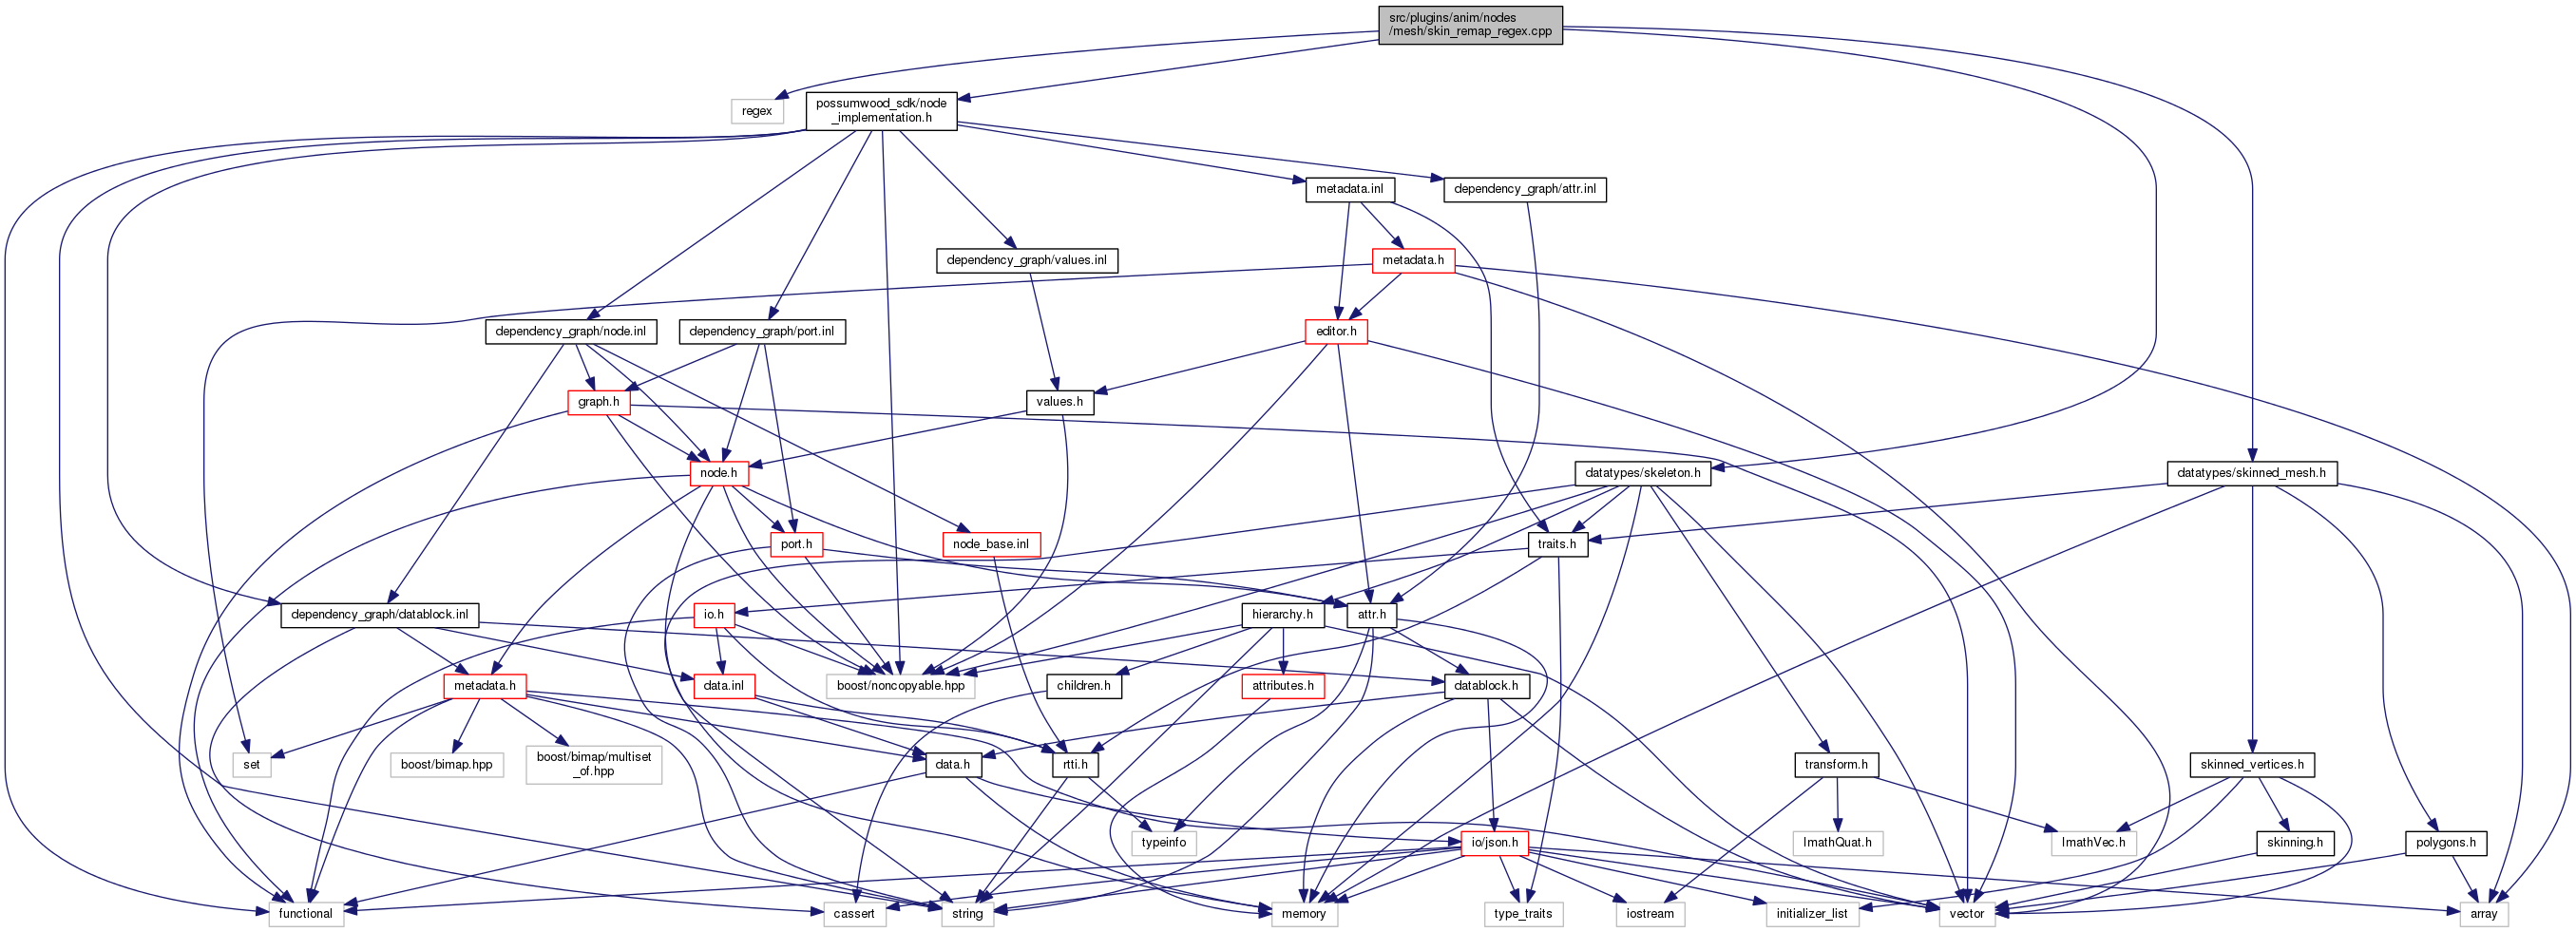 src/plugins/anim/nodes
/mesh/skin_remap_regex.cpp
regex
possumwood_sdk/node
_implementation.h
metadata.inl
dependency_graph/attr.inl
dependency_graph/values.inl
metadata.h
dependency_graph/node.inl
dependency_graph/port.inl
editor.h
graph.h
values.h
node.h
datatypes/skeleton.h
datatypes/skinned_mesh.h
port.h
node_base.inl
traits.h
dependency_graph/datablock.inl
io.h
hierarchy.h
attr.h
metadata.h
data.inl
boost/noncopyable.hpp
children.h
attributes.h
datablock.h
set
boost/bimap.hpp
boost/bimap/multiset
_of.hpp
data.h
rtti.h
transform.h
skinned_vertices.h
typeinfo
io/json.h
ImathQuat.h
ImathVec.h
skinning.h
polygons.h
functional
cassert
string
memory
type_traits
iostream
initializer_list
vector
array